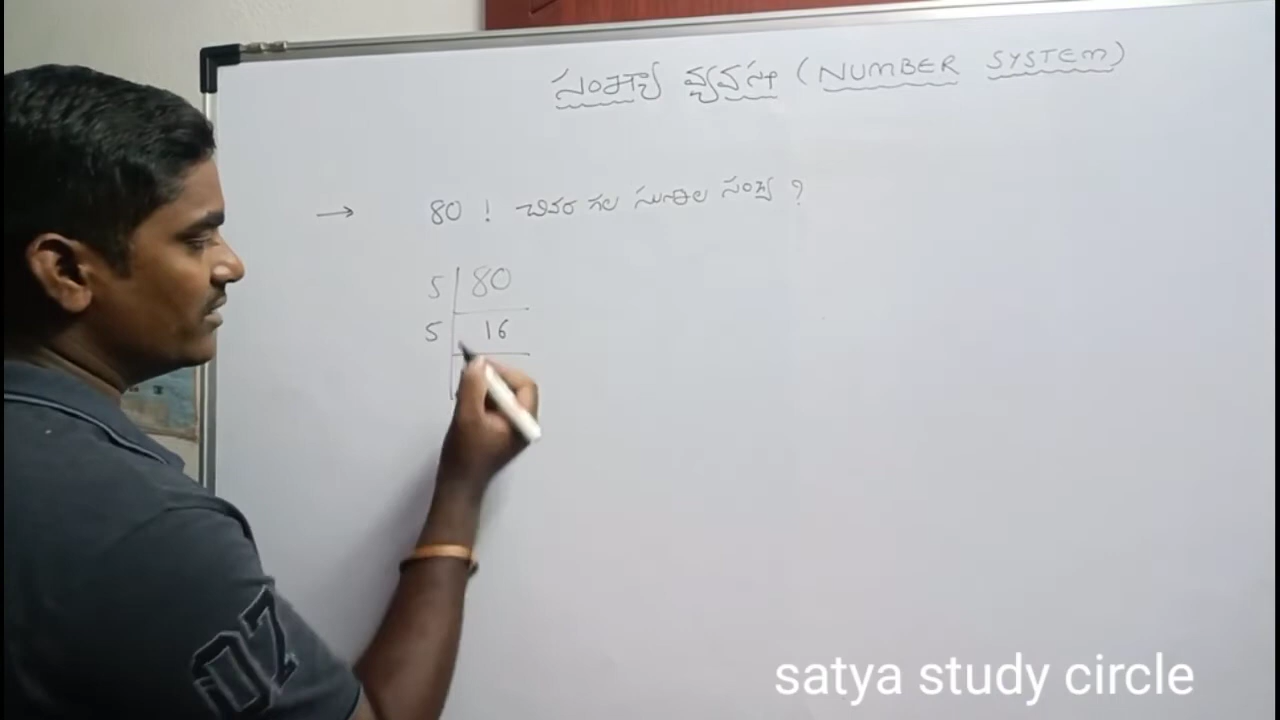 సంఖ్యా వ్యవస్థ (NUMBER SYSTEM)
→ 80 ! చివర గల సున్నాల సంఖ్య ?
5 | 80
5 | 16
satya study circle